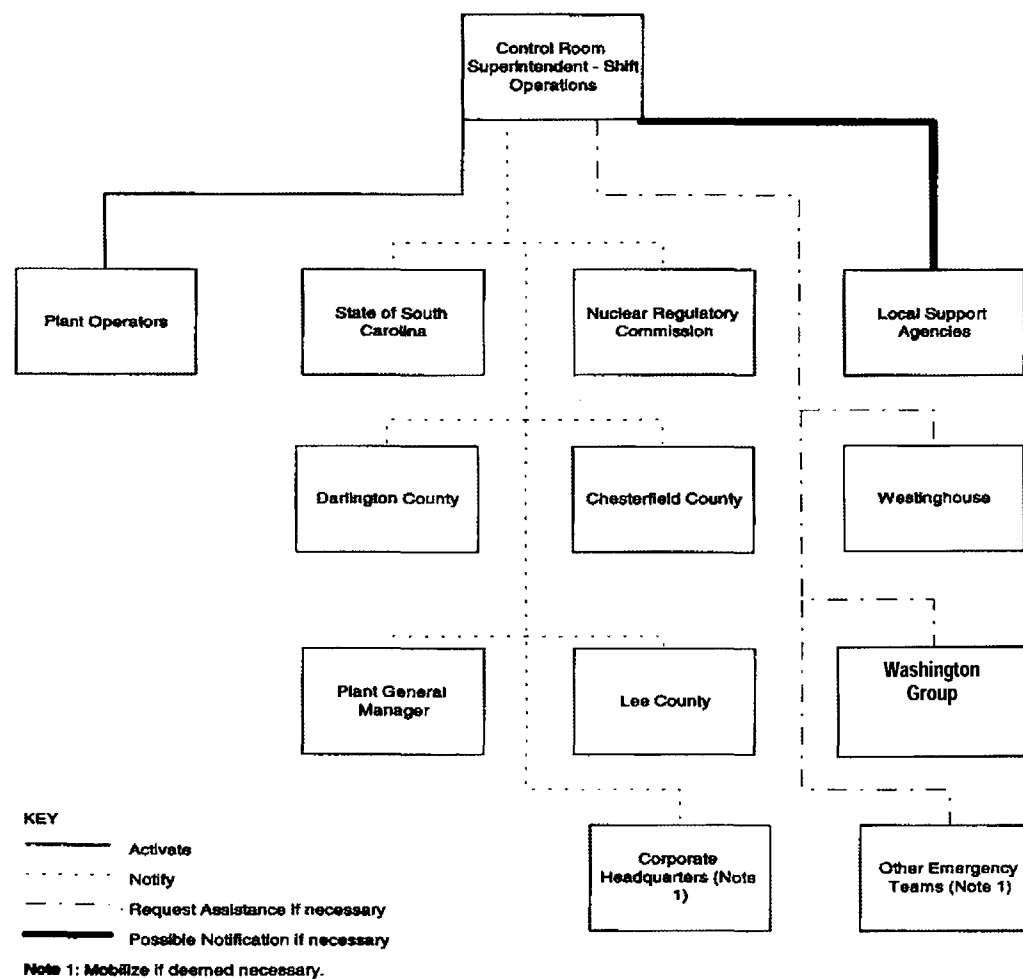 Control Room
Superintendent - Shift
Operations
Plant Operators
State of South
Carolina
Nuclear Regulatory
Commission
Local Support
Agencies
Darlington County
Chesterfield County
Westinghouse
Plant General
Manager
Lee County
Washington
Group
Corporate
Headquarters (Note
1)
Other Emergency
Teams (Note 1)
KEY
Activate
Notify
Request Assistance if necessary
Possible Notification if necessary
Note 1: Mobilize if deemed necessary.